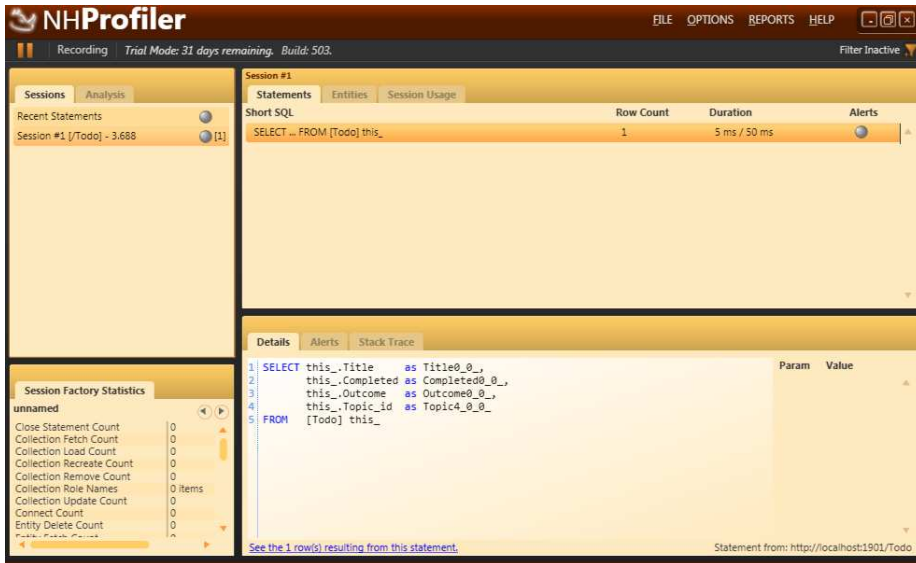 NHProfiler
FILE OPTIONS REPORTS HELP
Recording Trial Mode: 31 days remaining. Build: 503.
Filter Inactive
Sessions Analysis
Recent Statements
Session #1 [/Todo] - 3.688 [1]
Session #1
Statements Entities Session Usage
Short SQL Row Count Duration Alerts
SELECT ... FROM [Todo] this_ 1 5 ms / 50 ms
Details Alerts Stack Trace
1 SELECT this_.Title as Title0_0_,
2 this_.Completed as Completed0_0_,
3 this_.Outcome as Outcome0_0_,
4 this_.Topic_id as Topic4_0_0_
5 FROM [Todo] this_
Param Value
See the 1 row(s) resulting from this statement.
Statement from: http://localhost:1901/Todo
Session Factory Statistics
unnamed
Close Statement Count 0
Collection Fetch Count 0
Collection Load Count 0
Collection Recreate Count 0
Collection Remove Count 0
Collection Role Names 0 items
Collection Update Count 0
Connect Count 0
Entity Delete Count 0
Entity Fetch Count 0